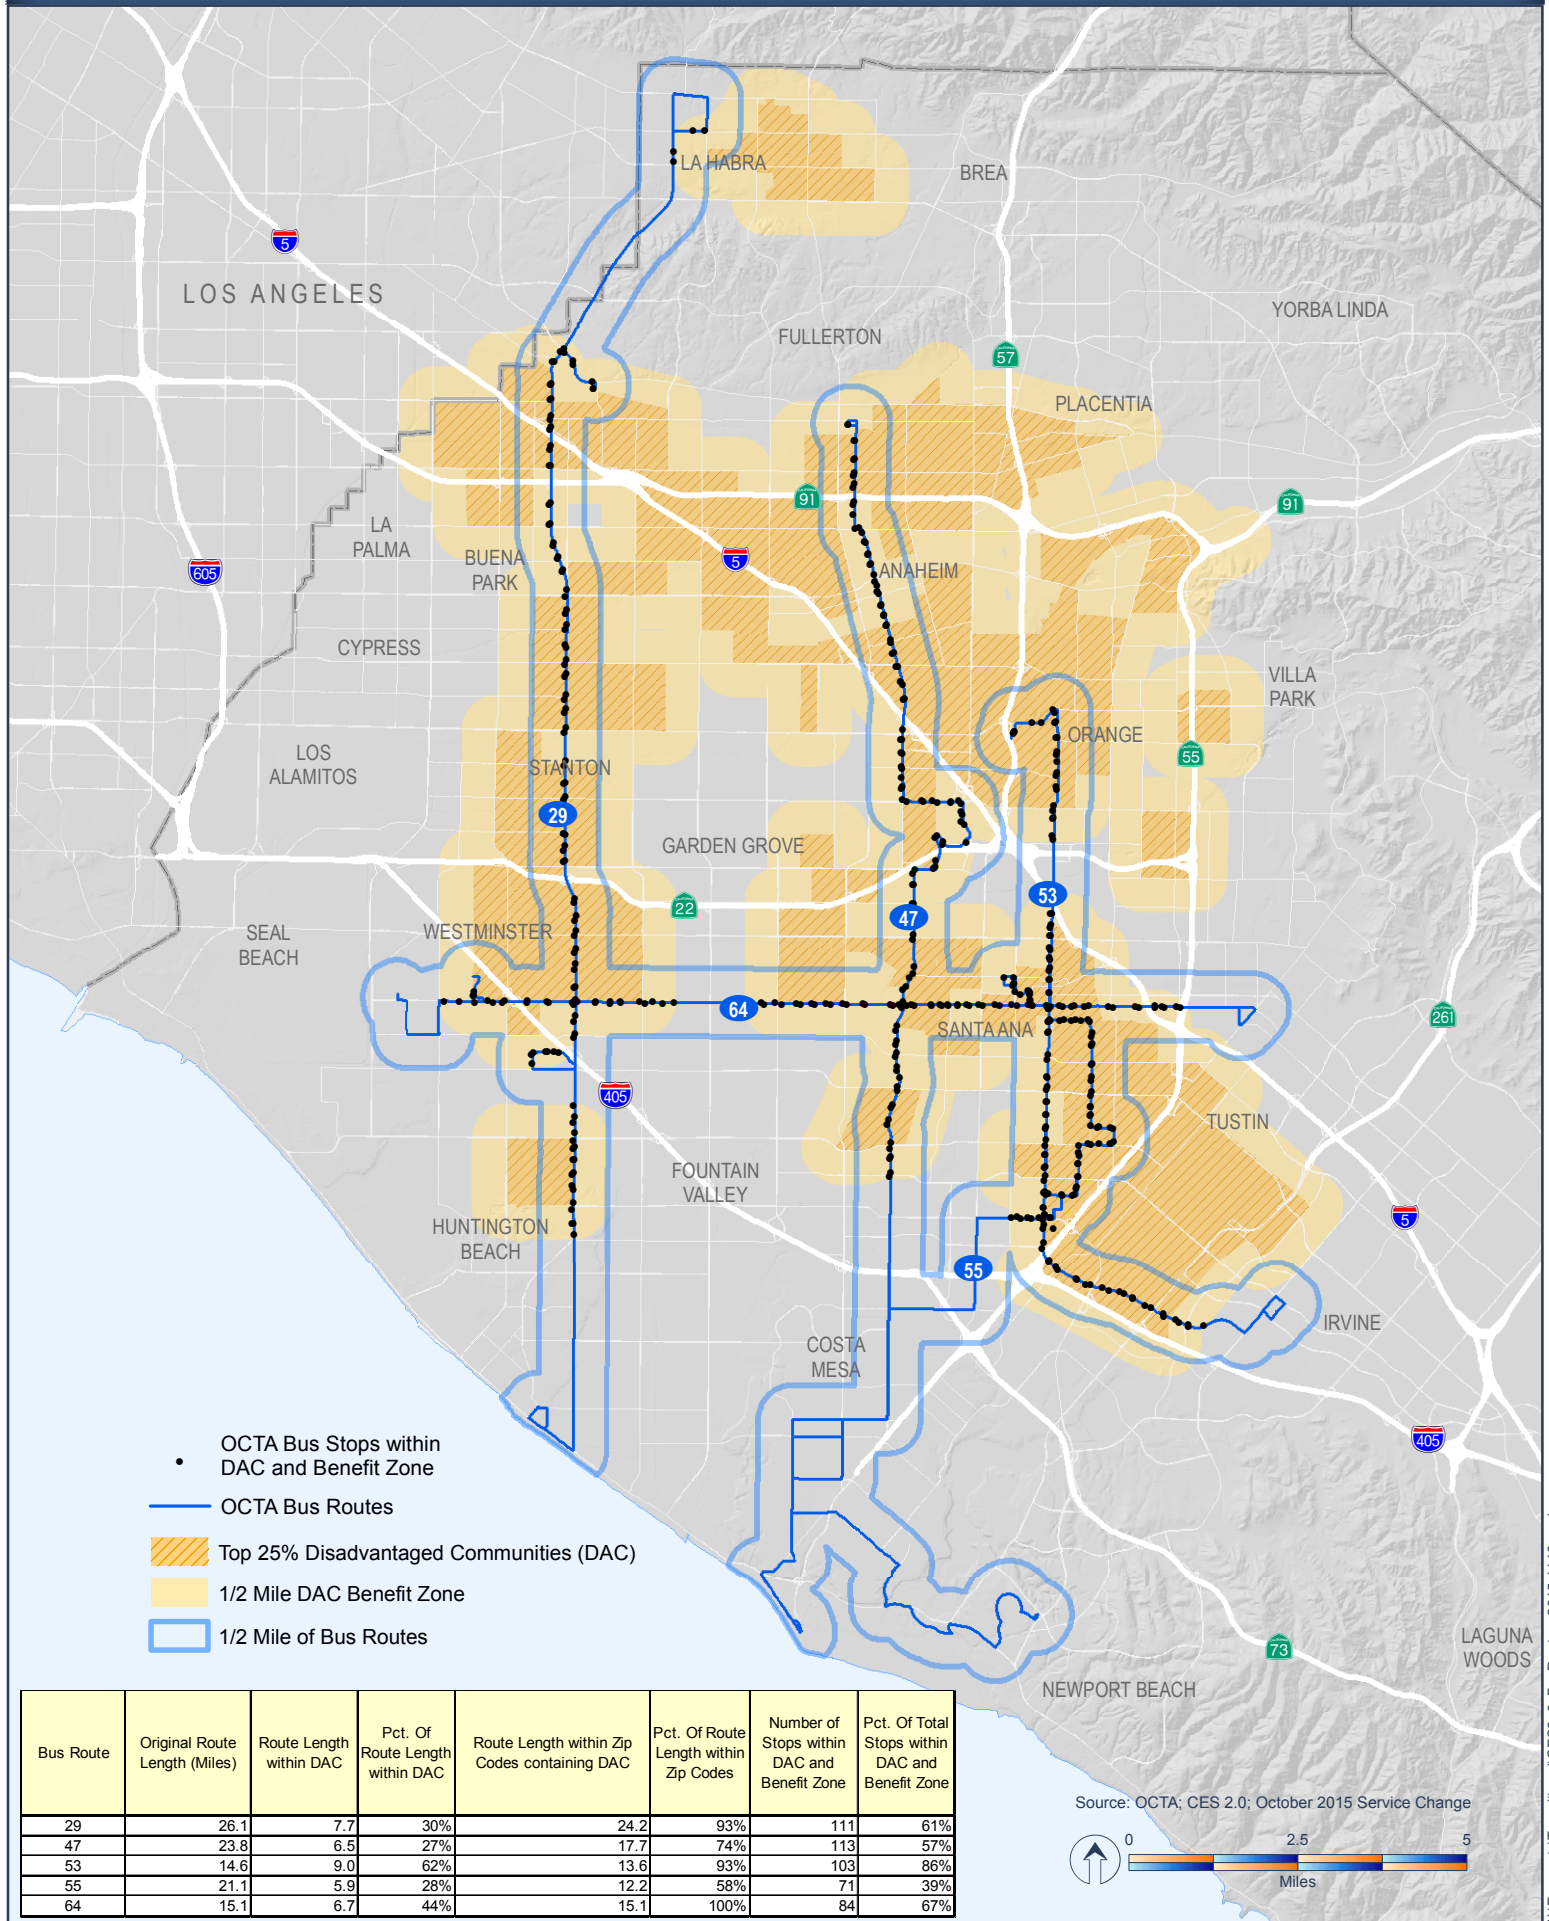 LA HABRA
BREA
5
LOS ANGELES
YORBA LINDA
FULLERTON
57
PLACENTIA
91
91
LA
PALMA
BUENA
PARK
5
ANAHEIM
605
CYPRESS
VILLA
PARK
ORANGE
LOS
ALAMITOS
STANTON
55
29
GARDEN GROVE
53
22
47
WESTMINSTER
SEAL
BEACH
64
SANTA ANA
261
405
TUSTIN
FOUNTAIN
VALLEY
HUNTINGTON
BEACH
5
55
IRVINE
COSTA
MESA
405
OCTA Bus Stops within
DAC and Benefit Zone
OCTA Bus Routes
Top 25% Disadvantaged Communities (DAC)
1/2 Mile DAC Benefit Zone
1/2 Mile of Bus Routes
73
LAGUNA
WOODS
NEWPORT BEACH
Bus Route Original Route Length (Miles) Route Length within DAC Pct. Of Route Length within DAC Route Length within Zip Codes containing DAC Pct. Of Route Length within Zip Codes Number of Stops within DAC and Benefit Zone Pct. Of Total Stops within DAC and Benefit Zone
29 26.1 7.7 30% 24.2 93% 111 61%
47 23.8 6.5 27% 17.7 74% 113 57%
53 14.6 9.0 62% 13.6 93% 103 86%
55 21.1 5.9 28% 12.2 58% 71 39%
64 15.1 6.7 44% 15.1 100% 84 67%
Source: OCTA; CES 2.0; October 2015 Service Change
0 2.5 5
Miles